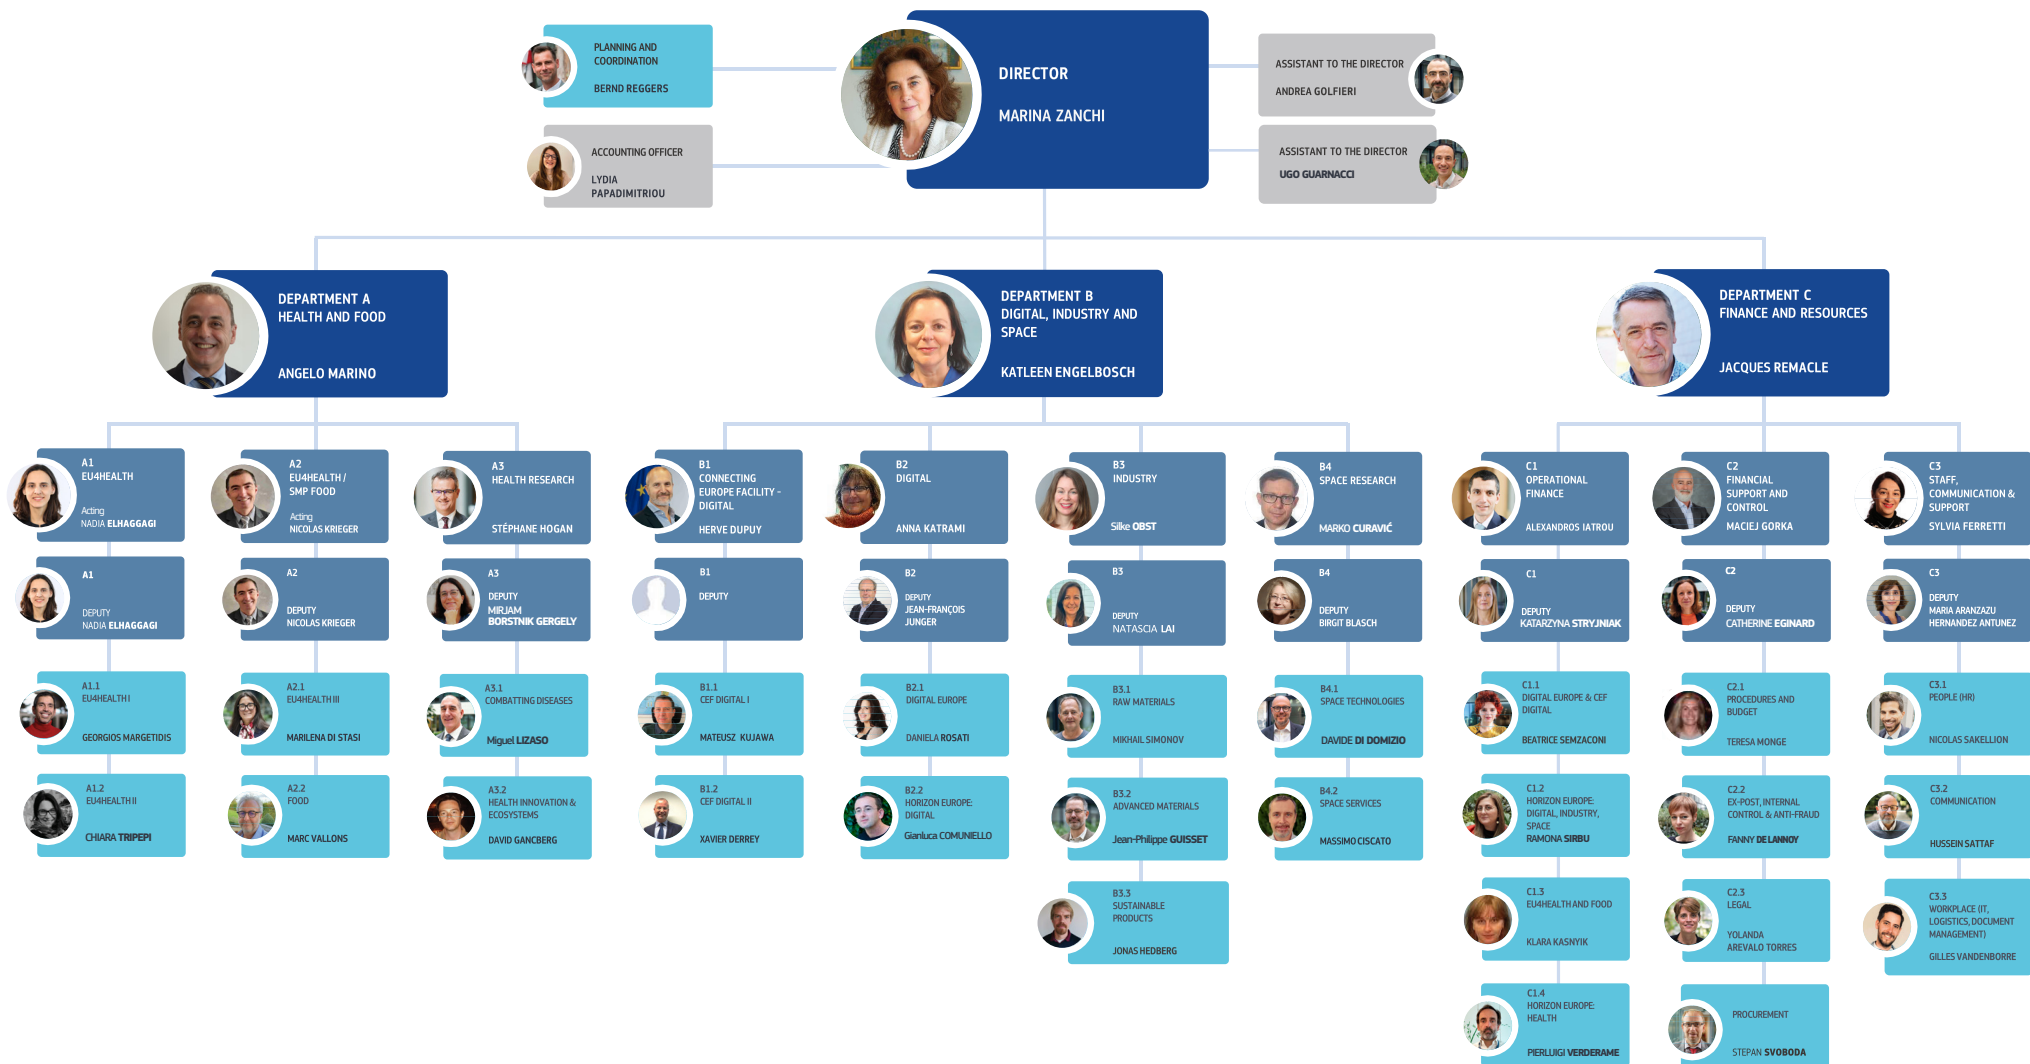 PLANNING AND
COORDINATION
BERND REGGERS
ACCOUNTING OFFICER
LYDIA
PAPADIMITRIOU
DIRECTOR
MARINA ZANCHI
ASSISTANT TO THE DIRECTOR
ANDREA GOLFIERI
ASSISTANT TO THE DIRECTOR
UGO GUARNACCI
DEPARTMENT A
HEALTH AND FOOD
ANGELO MARINO
DEPARTMENT B
DIGITAL, INDUSTRY AND
SPACE
KATLEEN ENGELBOSCH
DEPARTMENT C
FINANCE AND RESOURCES
JACQUES REMACLE
A1
EU4HEALTH
Acting
NADIA ELHAGGAGI
A1
DEPUTY
NADIA ELHAGGAGI
A1.1
EU4HEALTH I
GEORGIOS MARGETIDIS
A1.2
EU4HEALTH II
CHIARA TRIPEPI
A2
EU4HEALTH /
SMP FOOD
Acting
NICOLAS KRIEGER
A2
DEPUTY
NICOLAS KRIEGER
A2.1
EU4HEALTH III
MARILENA DI STASI
A2.2
FOOD
MARC VALLONS
A3
HEALTH RESEARCH
STÉPHANE HOGAN
A3
DEPUTY
MIRJAM
BORSTNIK GERGELY
A3.1
COMBATTING DISEASES
Miguel LIZASO
A3.2
HEALTH INNOVATION &
ECOSYSTEMS
DAVID GANCBERG
B1
CONNECTING
EUROPE FACILITY -
DIGITAL
HERVE DUPUY
B1
DEPUTY
B1.1
CEF DIGITAL I
MATEUSZ KUJAWA
B1.2
CEF DIGITAL II
XAVIER DERREY
B2
DIGITAL
ANNA KATRAMI
B2
DEPUTY
JEAN-FRANÇOIS
JUNGER
B2.1
DIGITAL EUROPE
DANIELA ROSATI
B2.2
HORIZON EUROPE:
DIGITAL
Gianluca COMUNIELLO
B3
INDUSTRY
Silke OBST
B3
DEPUTY
NATASCIA LAI
B3.1
RAW MATERIALS
MIKHAIL SIMONOV
B3.2
ADVANCED MATERIALS
Jean-Philippe GUISSET
B3.3
SUSTAINABLE
PRODUCTS
JONAS HEDBERG
B4
SPACE RESEARCH
MARKO CURAVIĆ
B4
DEPUTY
BIRGIT BLASCH
B4.1
SPACE TECHNOLOGIES
DAVIDE DI DOMIZIO
B4.2
SPACE SERVICES
MASSIMO CISCATO
C1
OPERATIONAL
FINANCE
ALEXANDROS IATROU
C1
DEPUTY
KATARZYNA STRYJNIAK
C1.1
DIGITAL EUROPE & CEF
DIGITAL
BEATRICE SEMZACONI
C1.2
HORIZON EUROPE:
DIGITAL, INDUSTRY,
SPACE
RAMONA SIRBU
C1.3
EU4HEALTH AND FOOD
KLARA KASNYIK
C1.4
HORIZON EUROPE:
HEALTH
PIERLUIGI VERDERAME
C2
FINANCIAL
SUPPORT AND
CONTROL
MACIEJ GORKA
C2
DEPUTY
CATHERINE EGINARD
C2.1
PROCEDURES AND
BUDGET
TERESA MONGE
C2.2
EX-POST, INTERNAL
CONTROL & ANTI-FRAUD
FANNY DE LANNOY
C2.3
LEGAL
YOLANDA
AREVALO TORRES
PROCUREMENT
STEPAN SVOBODA
C3
STAFF,
COMMUNICATION &
SUPPORT
SYLVIA FERRETTI
C3
DEPUTY
MARIA ARANZAZU
HERNANDEZ ANTUNEZ
C3.1
PEOPLE (HR)
NICOLAS SAKELLION
C3.2
COMMUNICATION
HUSSEIN SATTAF
C3.3
WORKPLACE (IT,
LOGISTICS, DOCUMENT
MANAGEMENT)
GILLES VANDENBORRE